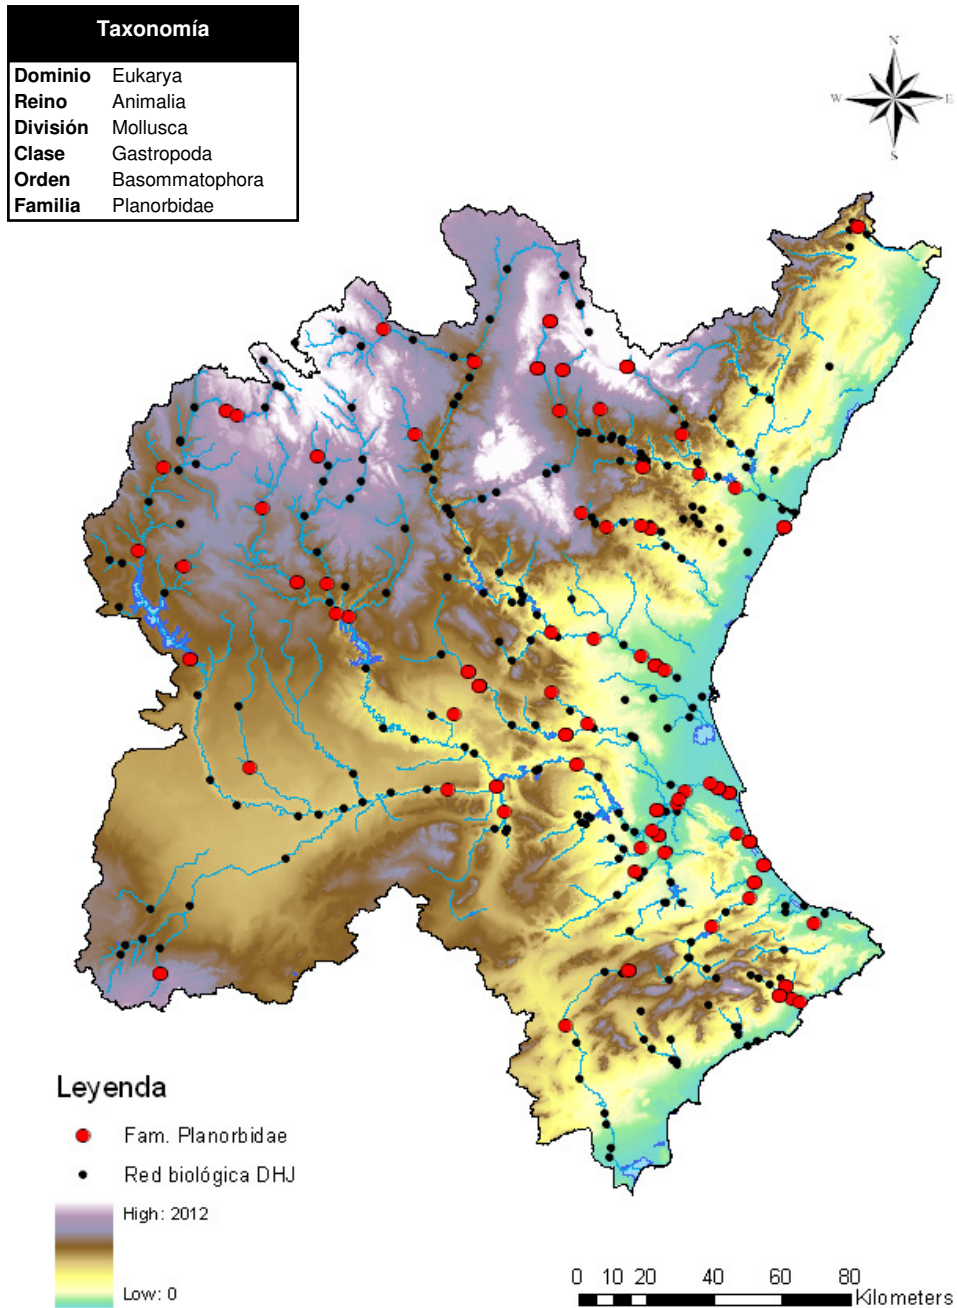 Taxonomía
Dominio Eukarya
Reino Animalia
División Mollusca
Clase Gastropoda
Orden Basommatophora
Familia Planorbidae
N
W E
S
Leyenda
Fam. Planorbidae
Red biológica DHJ
High: 2012
Low: 0
0 10 20 40 60 80
Kilometers